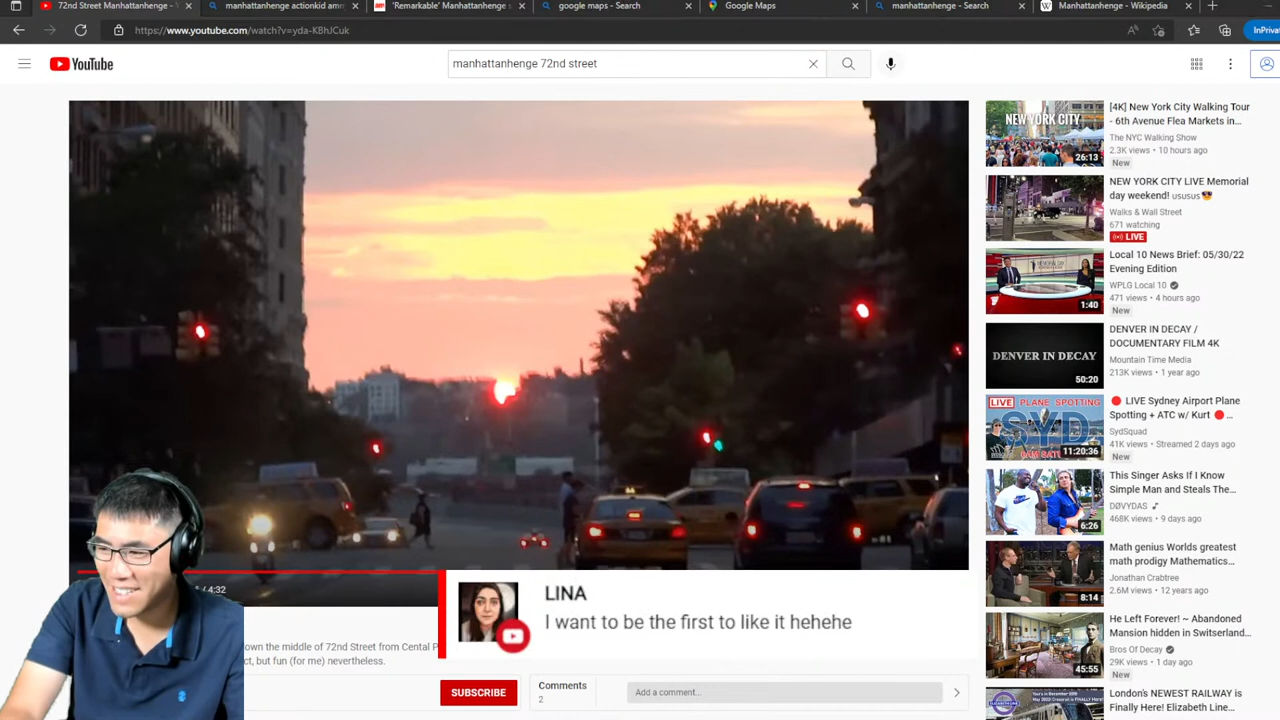 72nd Street Manhattanhenge -
manhattanhenge actionkid amn
'Remarkable' Manhattanhenge s
google maps - Search
Google Maps
manhattanhenge - Search
Manhattanhenge - Wikipedia
https://www.youtube.com/watch?v=yda-KBhJCuk
InPrivat
YouTube
manhattanhenge 72nd street
NEW YORK CITY
26:13
[4K] New York City Walking Tour
- 6th Avenue Flea Markets in...
The NYC Walking Show
2.3K views • 10 hours ago
New
NEW YORK CITY LIVE Memorial
day weekend! ᴜsᴜsᴜs😎
Walks & Wall Street
671 watching
LIVE
1:40
Local 10 News Brief: 05/30/22
Evening Edition
WPLG Local 10
471 views • 4 hours ago
New
DENVER IN DECAY
50:20
DENVER IN DECAY /
DOCUMENTARY FILM 4K
Mountain Time Media
213K views • 1 year ago
LIVE PLANE SPOTTING
SYD
11:20:36
🔴 LIVE Sydney Airport Plane
Spotting + ATC w/ Kurt 🔴 ...
SydSquad
41K views • Streamed 2 days ago
New
6:26
This Singer Asks If I Know
Simple Man and Steals The...
DØVYDAS
468K views • 9 days ago
8:14
Math genius Worlds greatest
math prodigy Mathematics...
Jonathan Crabtree
2.6M views • 12 years ago
45:55
He Left Forever! ~ Abandoned
Mansion hidden in Switzerland...
Bros Of Decay
29K views • 1 day ago
New
London's NEWEST RAILWAY is
Finally Here! Elizabeth Line...
/ 4:32
LINA
I want to be the first to like it hehehe
own the middle of 72nd Street from Cental P
ct, but fun (for me) nevertheless.
SUBSCRIBE
Comments
2
Add a comment...